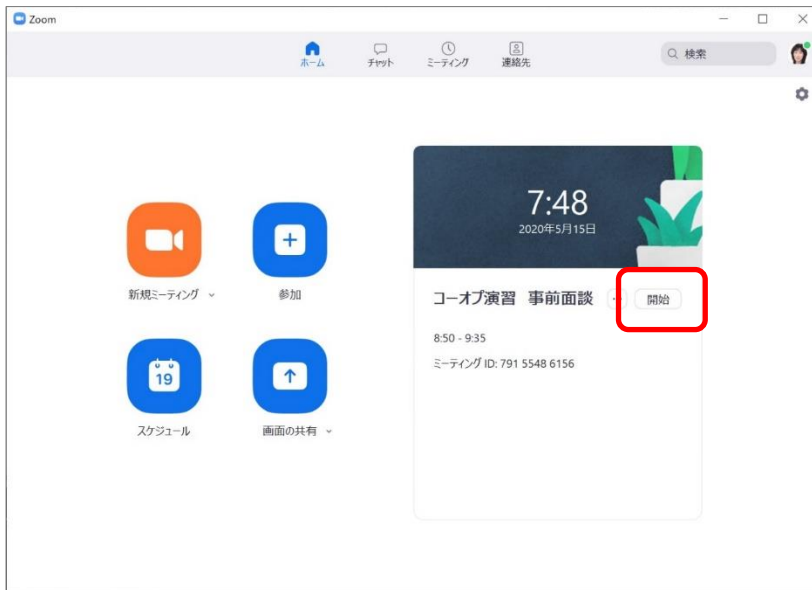 Zoom
ホーム
チャット
ミーティング
連絡先
検索
7:48
2020年5月15日
新規ミーティング
参加
コーオプ演習 事前面談
開始
8:50 - 9:35
ミーティング ID: 791 5548 6156
19
スケジュール
画面の共有